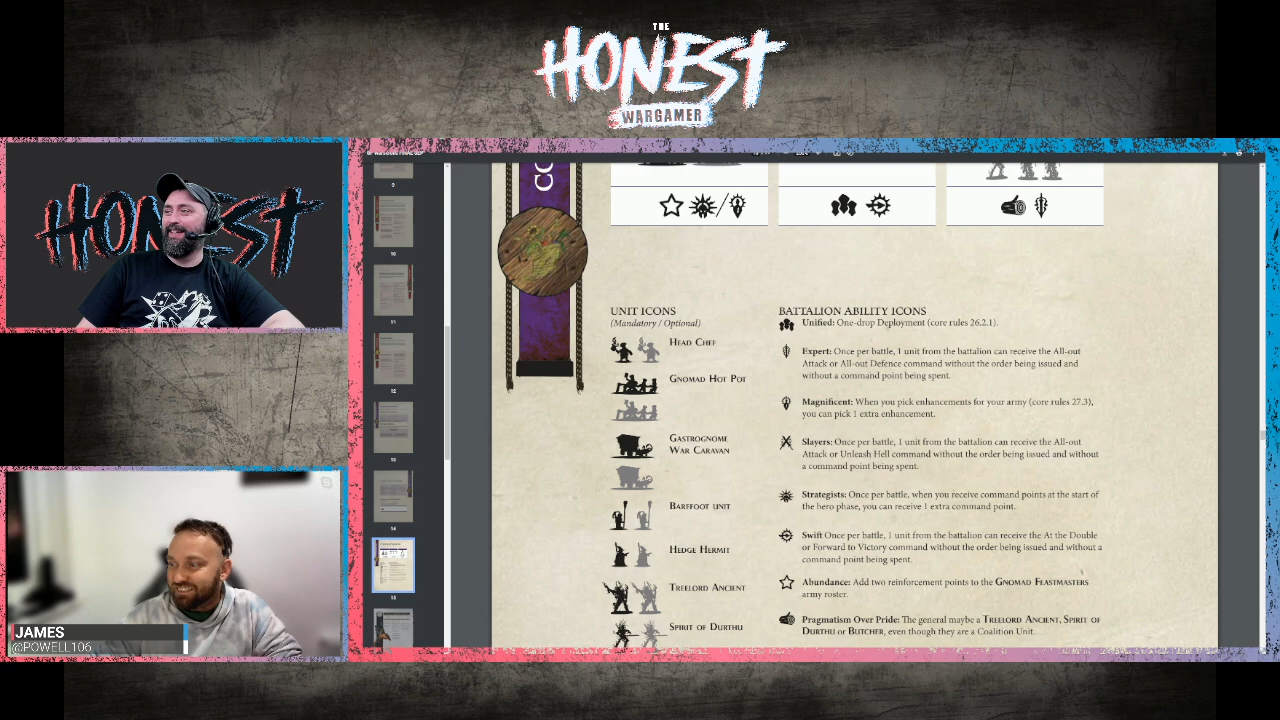 THE
HONEST
WARGAMER
HONEST
CO
9
10
11
12
13
14
15
UNIT ICONS
(Mandatory / Optional)
HEAD CHEF
GNOMAD HOT POT
GASTROGNOME
WAR CARAVAN
BAREFOOT UNIT
HEDGE HERMIT
TREELORD ANCIENT
SPIRIT OF DURTHU
BATTALION ABILITY ICONS
Unified: One-drop Deployment (core rules 26.2.1).
Expert: Once per battle, 1 unit from the battalion can receive the All-out
Attack or All-out Defence command without the order being issued and
without a command point being spent.
Magnificent: When you pick enhancements for your army (core rules 27.3),
you can pick 1 extra enhancement.
Slayers: Once per battle, 1 unit from the battalion can receive the All-out
Attack or Unleash Hell command without the order being issued and without
a command point being spent.
Strategists: Once per battle, when you receive command points at the start of
the hero phase, you can receive 1 extra command point.
Swift Once per battle, 1 unit from the battalion can receive the At the Double
or Forward to Victory command without the order being issued and without a
command point being spent.
Abundance: Add two reinforcement points to the GNOMAD FEASTMASTERS
army roster.
Pragmatism Over Pride: The general maybe a TREELORD ANCIENT, SPIRIT OF
DURTHU or BUTCHER, even though they are a Coalition Unit.
JAMES
@POWELL106